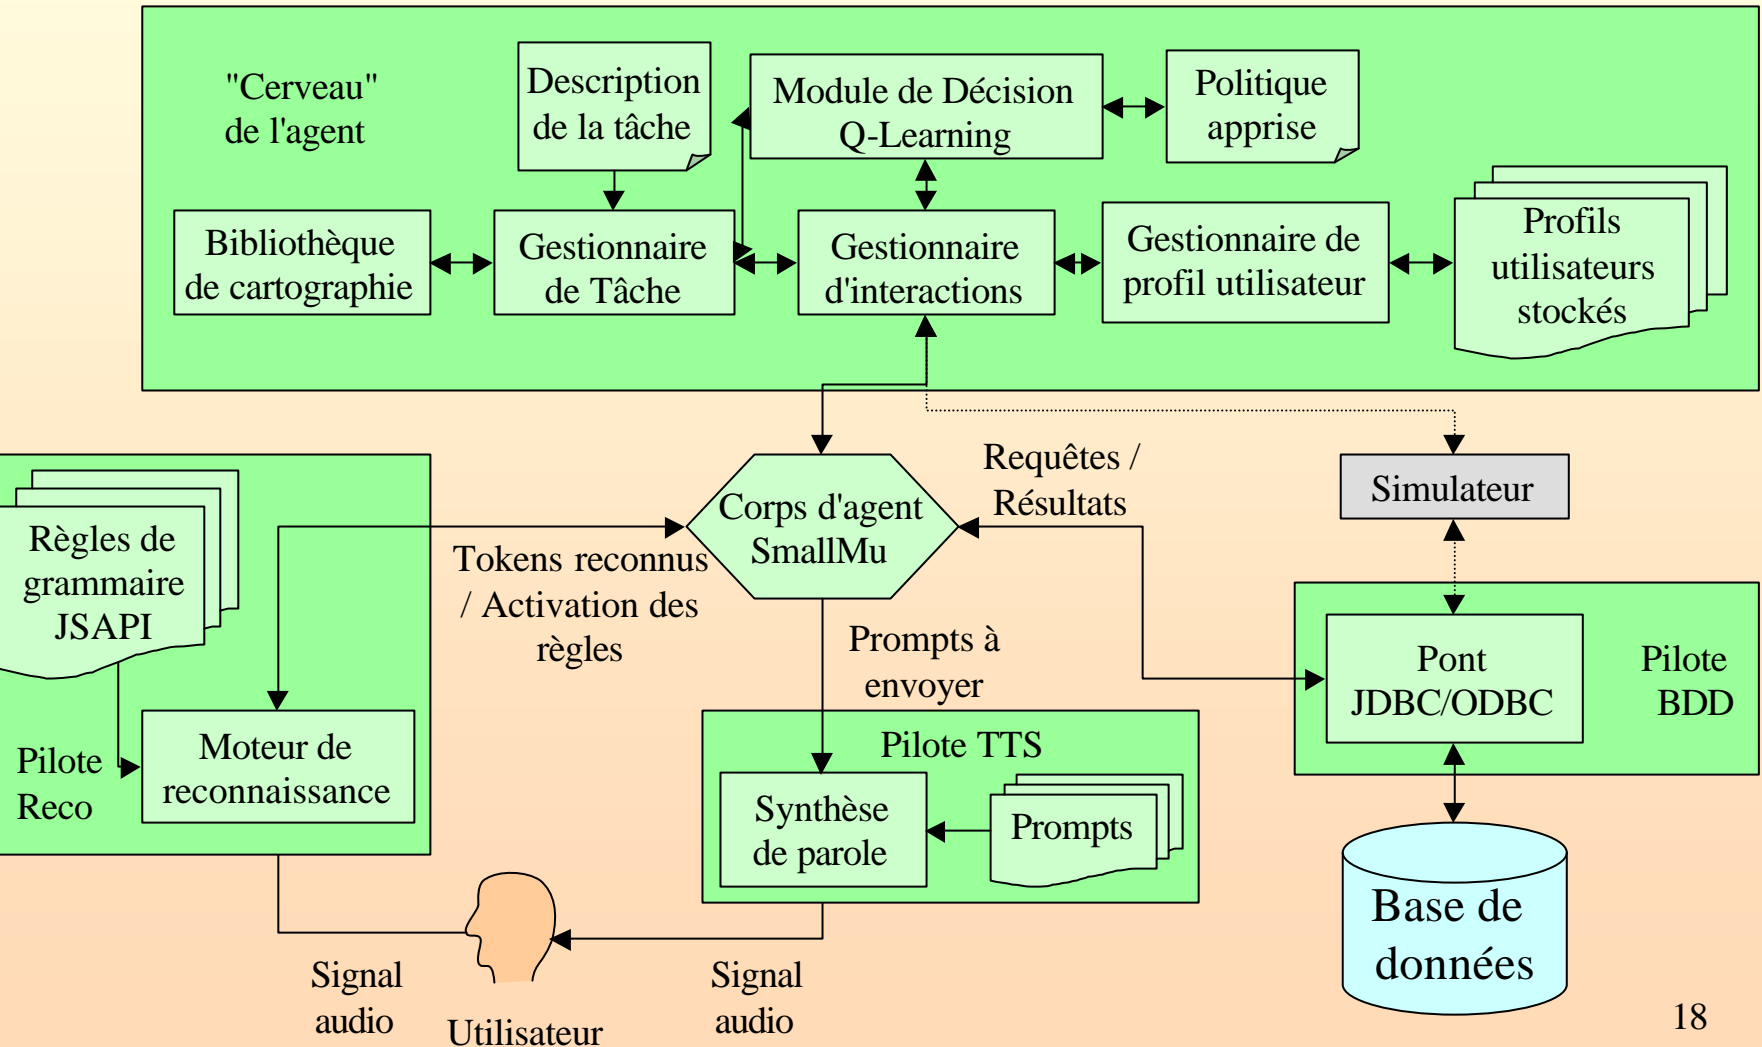 "Cerveau"
de l'agent
Description
de la tâche
Module de Décision
Q-Learning
Politique
apprise
Bibliothèque
de cartographie
Gestionnaire
de Tâche
Gestionnaire
d'interactions
Gestionnaire de
profil utilisateur
Profils
utilisateurs
stockés
Règles de
grammaire
JSAPI
Tokens reconnus
/ Activation des
règles
Corps d'agent
SmallMu
Requêtes /
Résultats
Simulateur
Pilote
Reco
Moteur de
reconnaissance
Prompts à
envoyer
Pilote TTS
Synthèse
de parole
Prompts
Pont
JDBC/ODBC
Pilote
BDD
Base de
données
Signal
audio
Utilisateur
Signal
audio
18